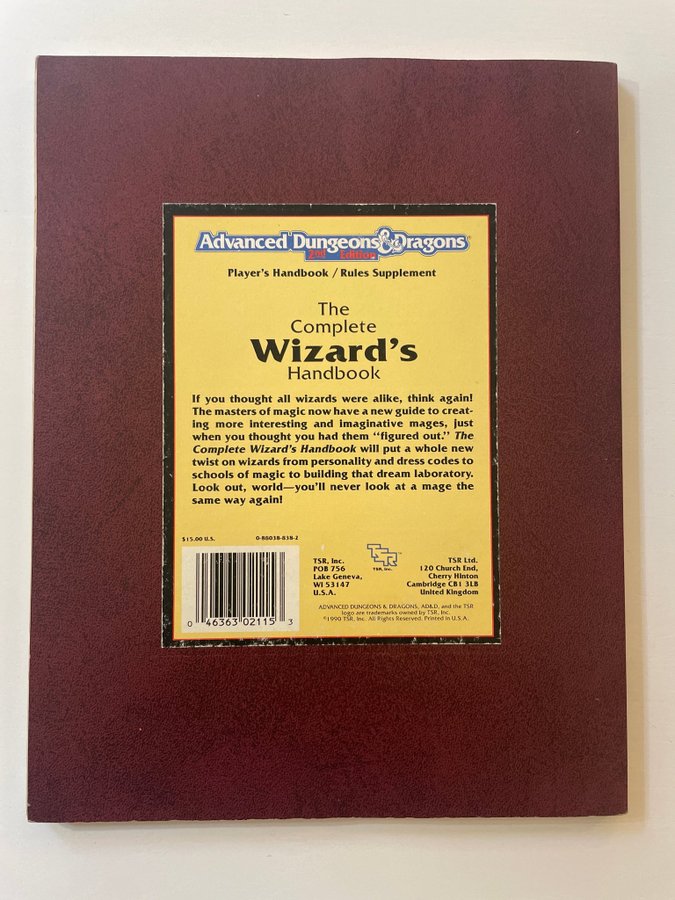 Advanced Dungeons & Dragons
2nd Edition
Player's Handbook / Rules Supplement
The
Complete
Wizard's
Handbook
If you thought all wizards were alike, think again!
The masters of magic now have a new guide to creat-
ing more interesting and imaginative mages, just
when you thought you had them "figured out." The
Complete Wizard's Handbook will put a whole new
twist on wizards from personality and dress codes to
schools of magic to building that dream laboratory.
Look out, world—you'll never look at a mage the
same way again!
$15.00 U.S.
0-88038-838-2
0 46363 02115 3
TSR, Inc.
POB 756
Lake Geneva,
WI 53147
U.S.A.
TSR
TSR, Inc.
TSR Ltd.
120 Church End,
Cherry Hinton
Cambridge CB1 3LB
United Kingdom
ADVANCED DUNGEONS & DRAGONS, AD&D, and the TSR
logo are trademarks owned by TSR, Inc.
©1990 TSR, Inc. All Rights Reserved. Printed in U.S.A.